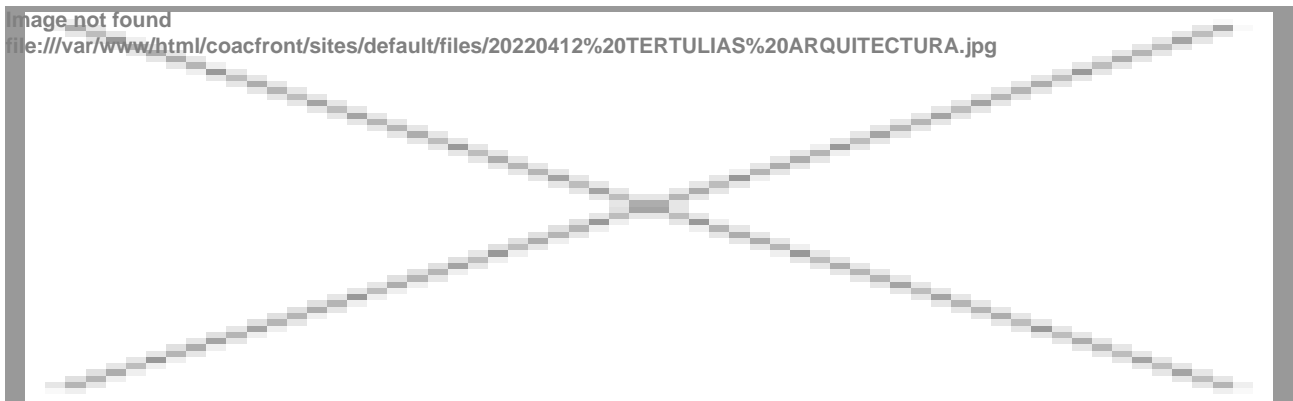 Image not found
file:///var/www/html/coacfront/sites/default/files/20220412%20TERTULIAS%20ARQUITECTURA.jpg